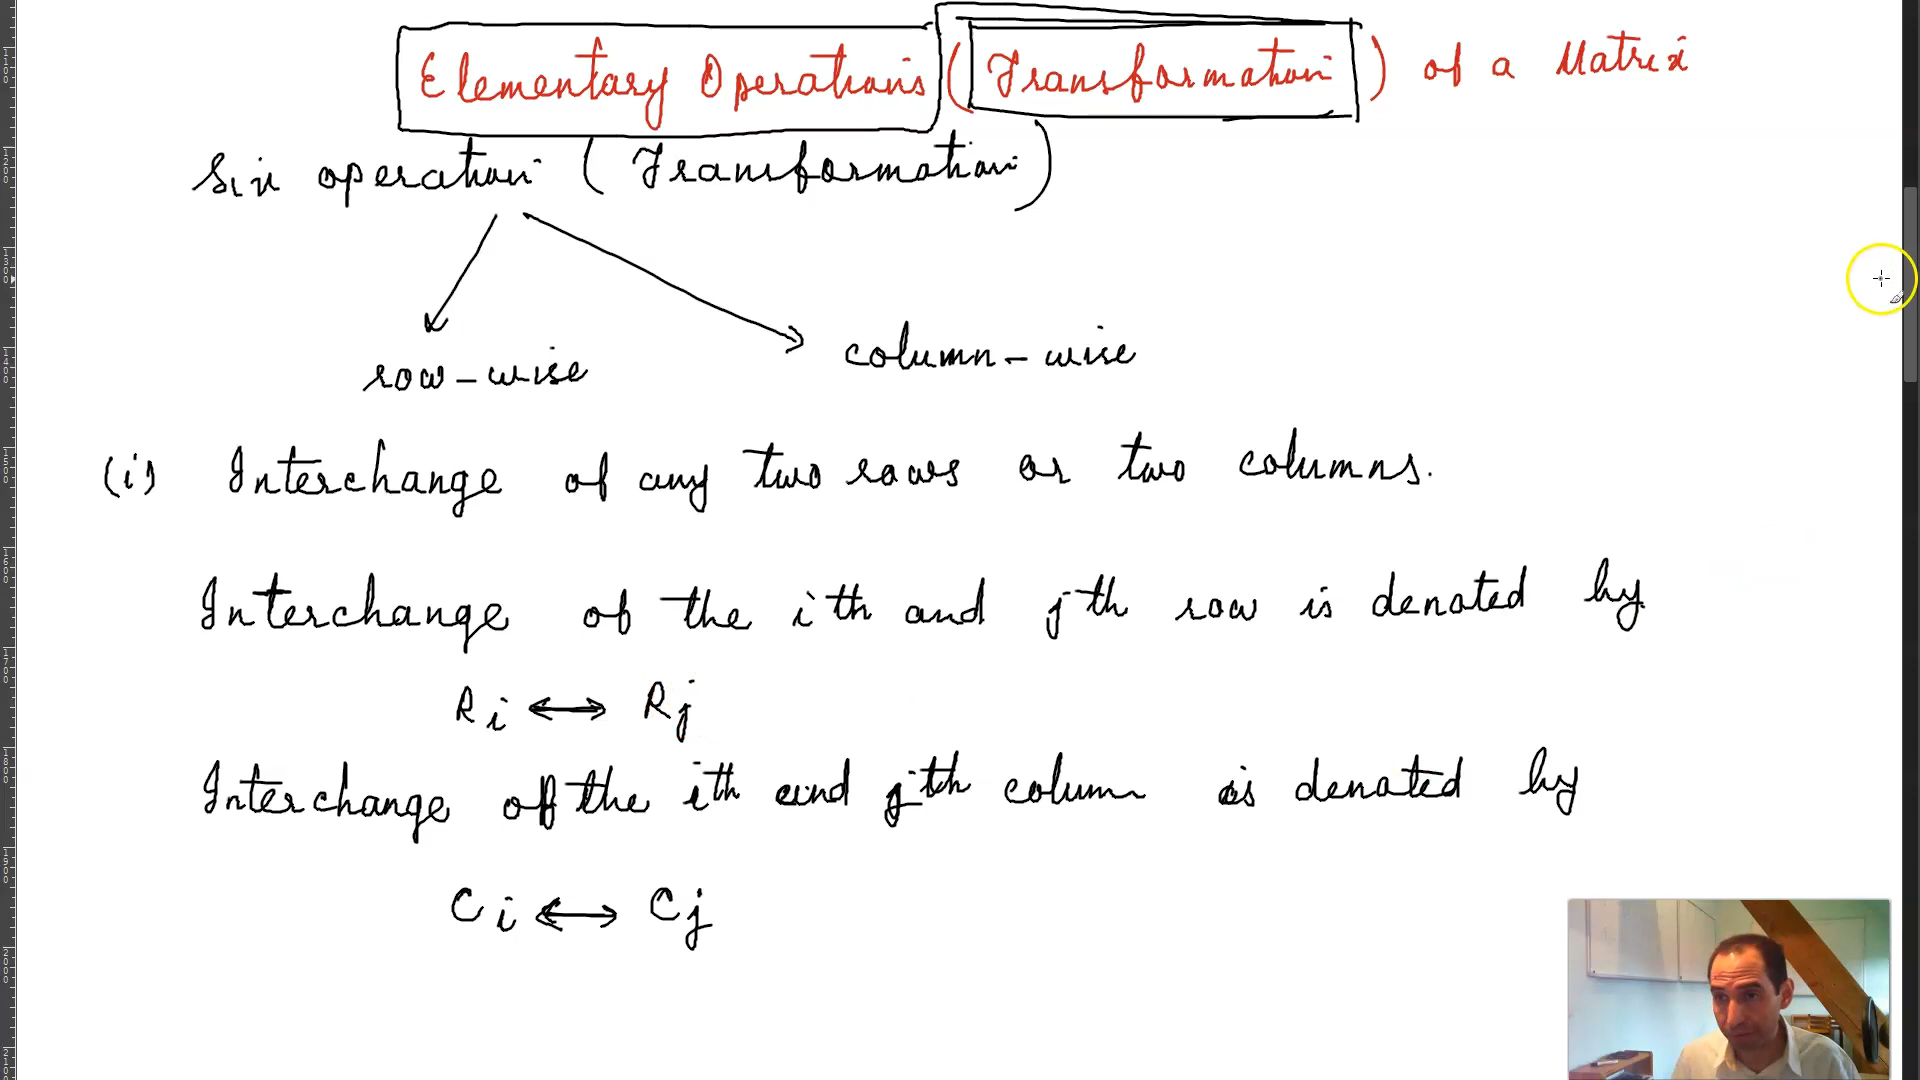 Elementary Operations (Transformation) of a Matrix
Six operation (Transformation)
row-wise
column-wise
(i) Interchange of any two rows or two columns.
Interchange of the ith and jth row is denoted by
Ri ↔ Rj
Interchange of the ith and jth column is denoted by
Ci ↔ Cj